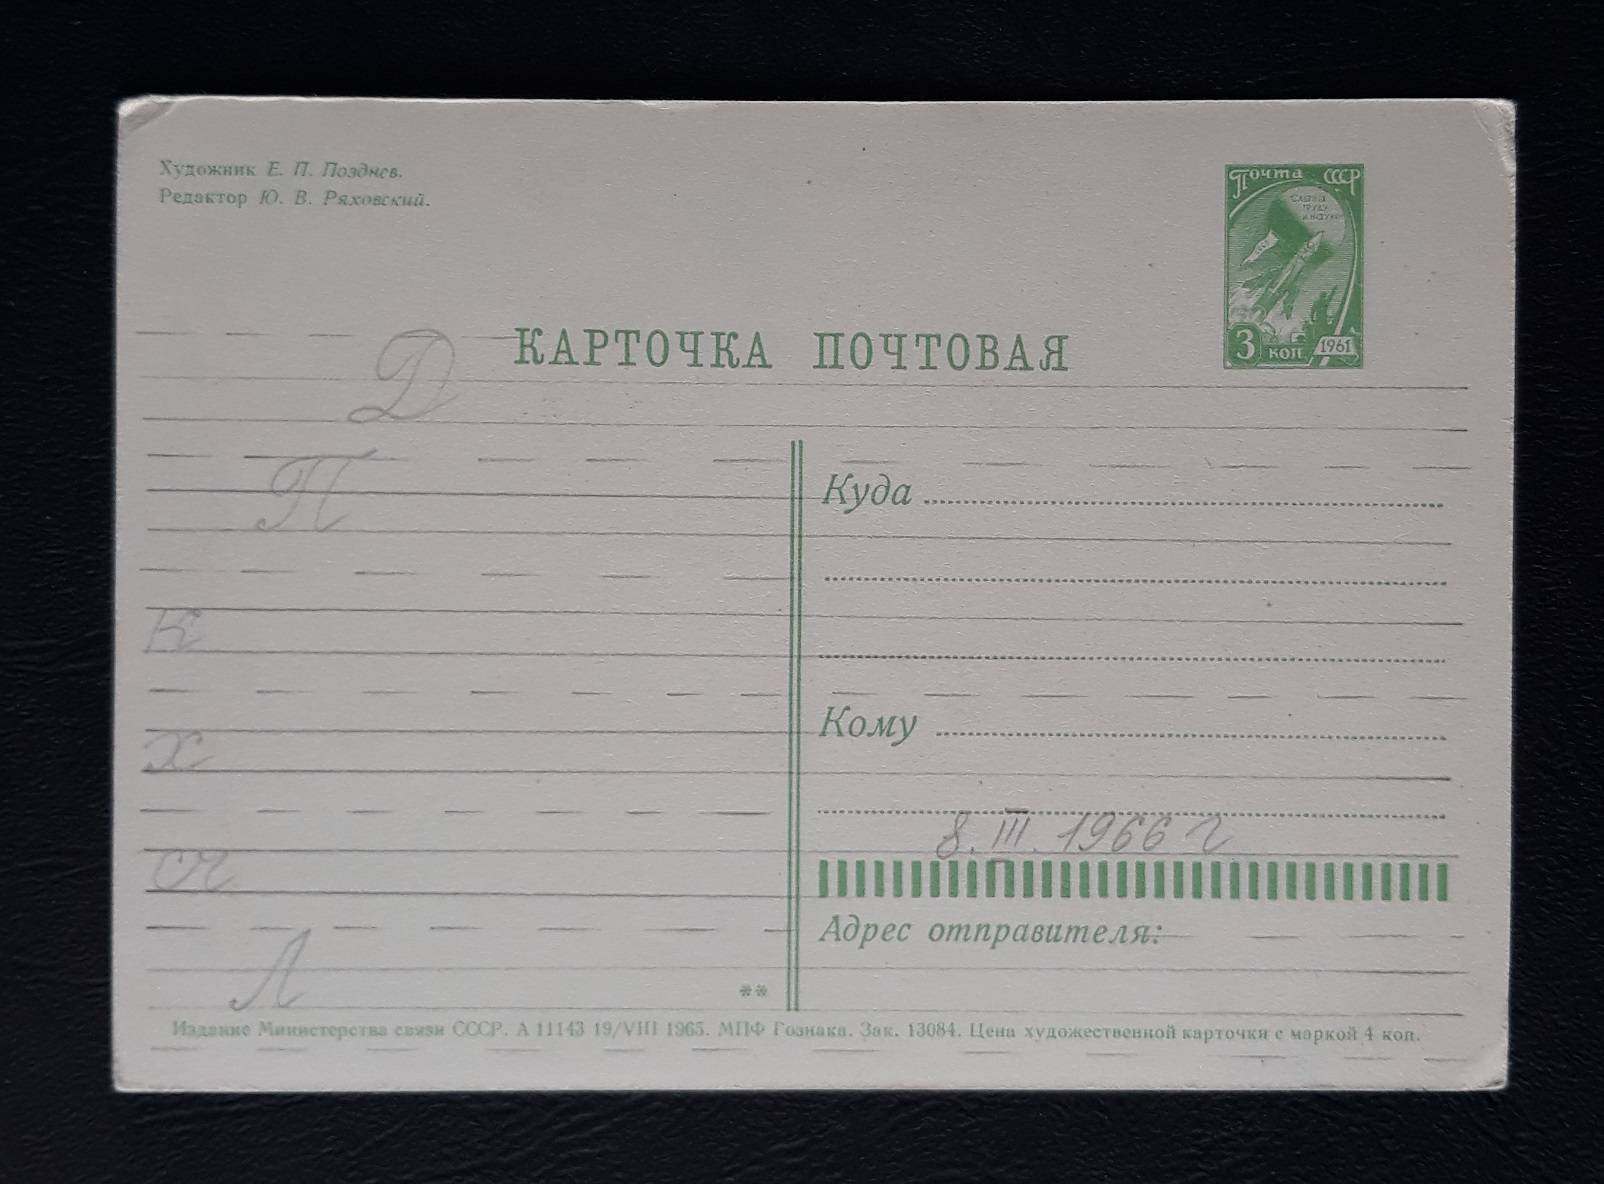 Художник Е. П. Позднев.
Редактор Ю. В. Ряховский.
Почта СССР
СЛАВА
ТРУДУ
И НАУКЕ
3 КОП. 1961
КАРТОЧКА ПОЧТОВАЯ
Д
П
К
Х
Л
Куда
Кому
8. III. 1966 г
Адрес отправителя:
**
Издание Министерства связи СССР. А 11143 19/VIII 1965. МПФ Гознака. Зак. 13084. Цена художественной карточки с маркой 4 коп.